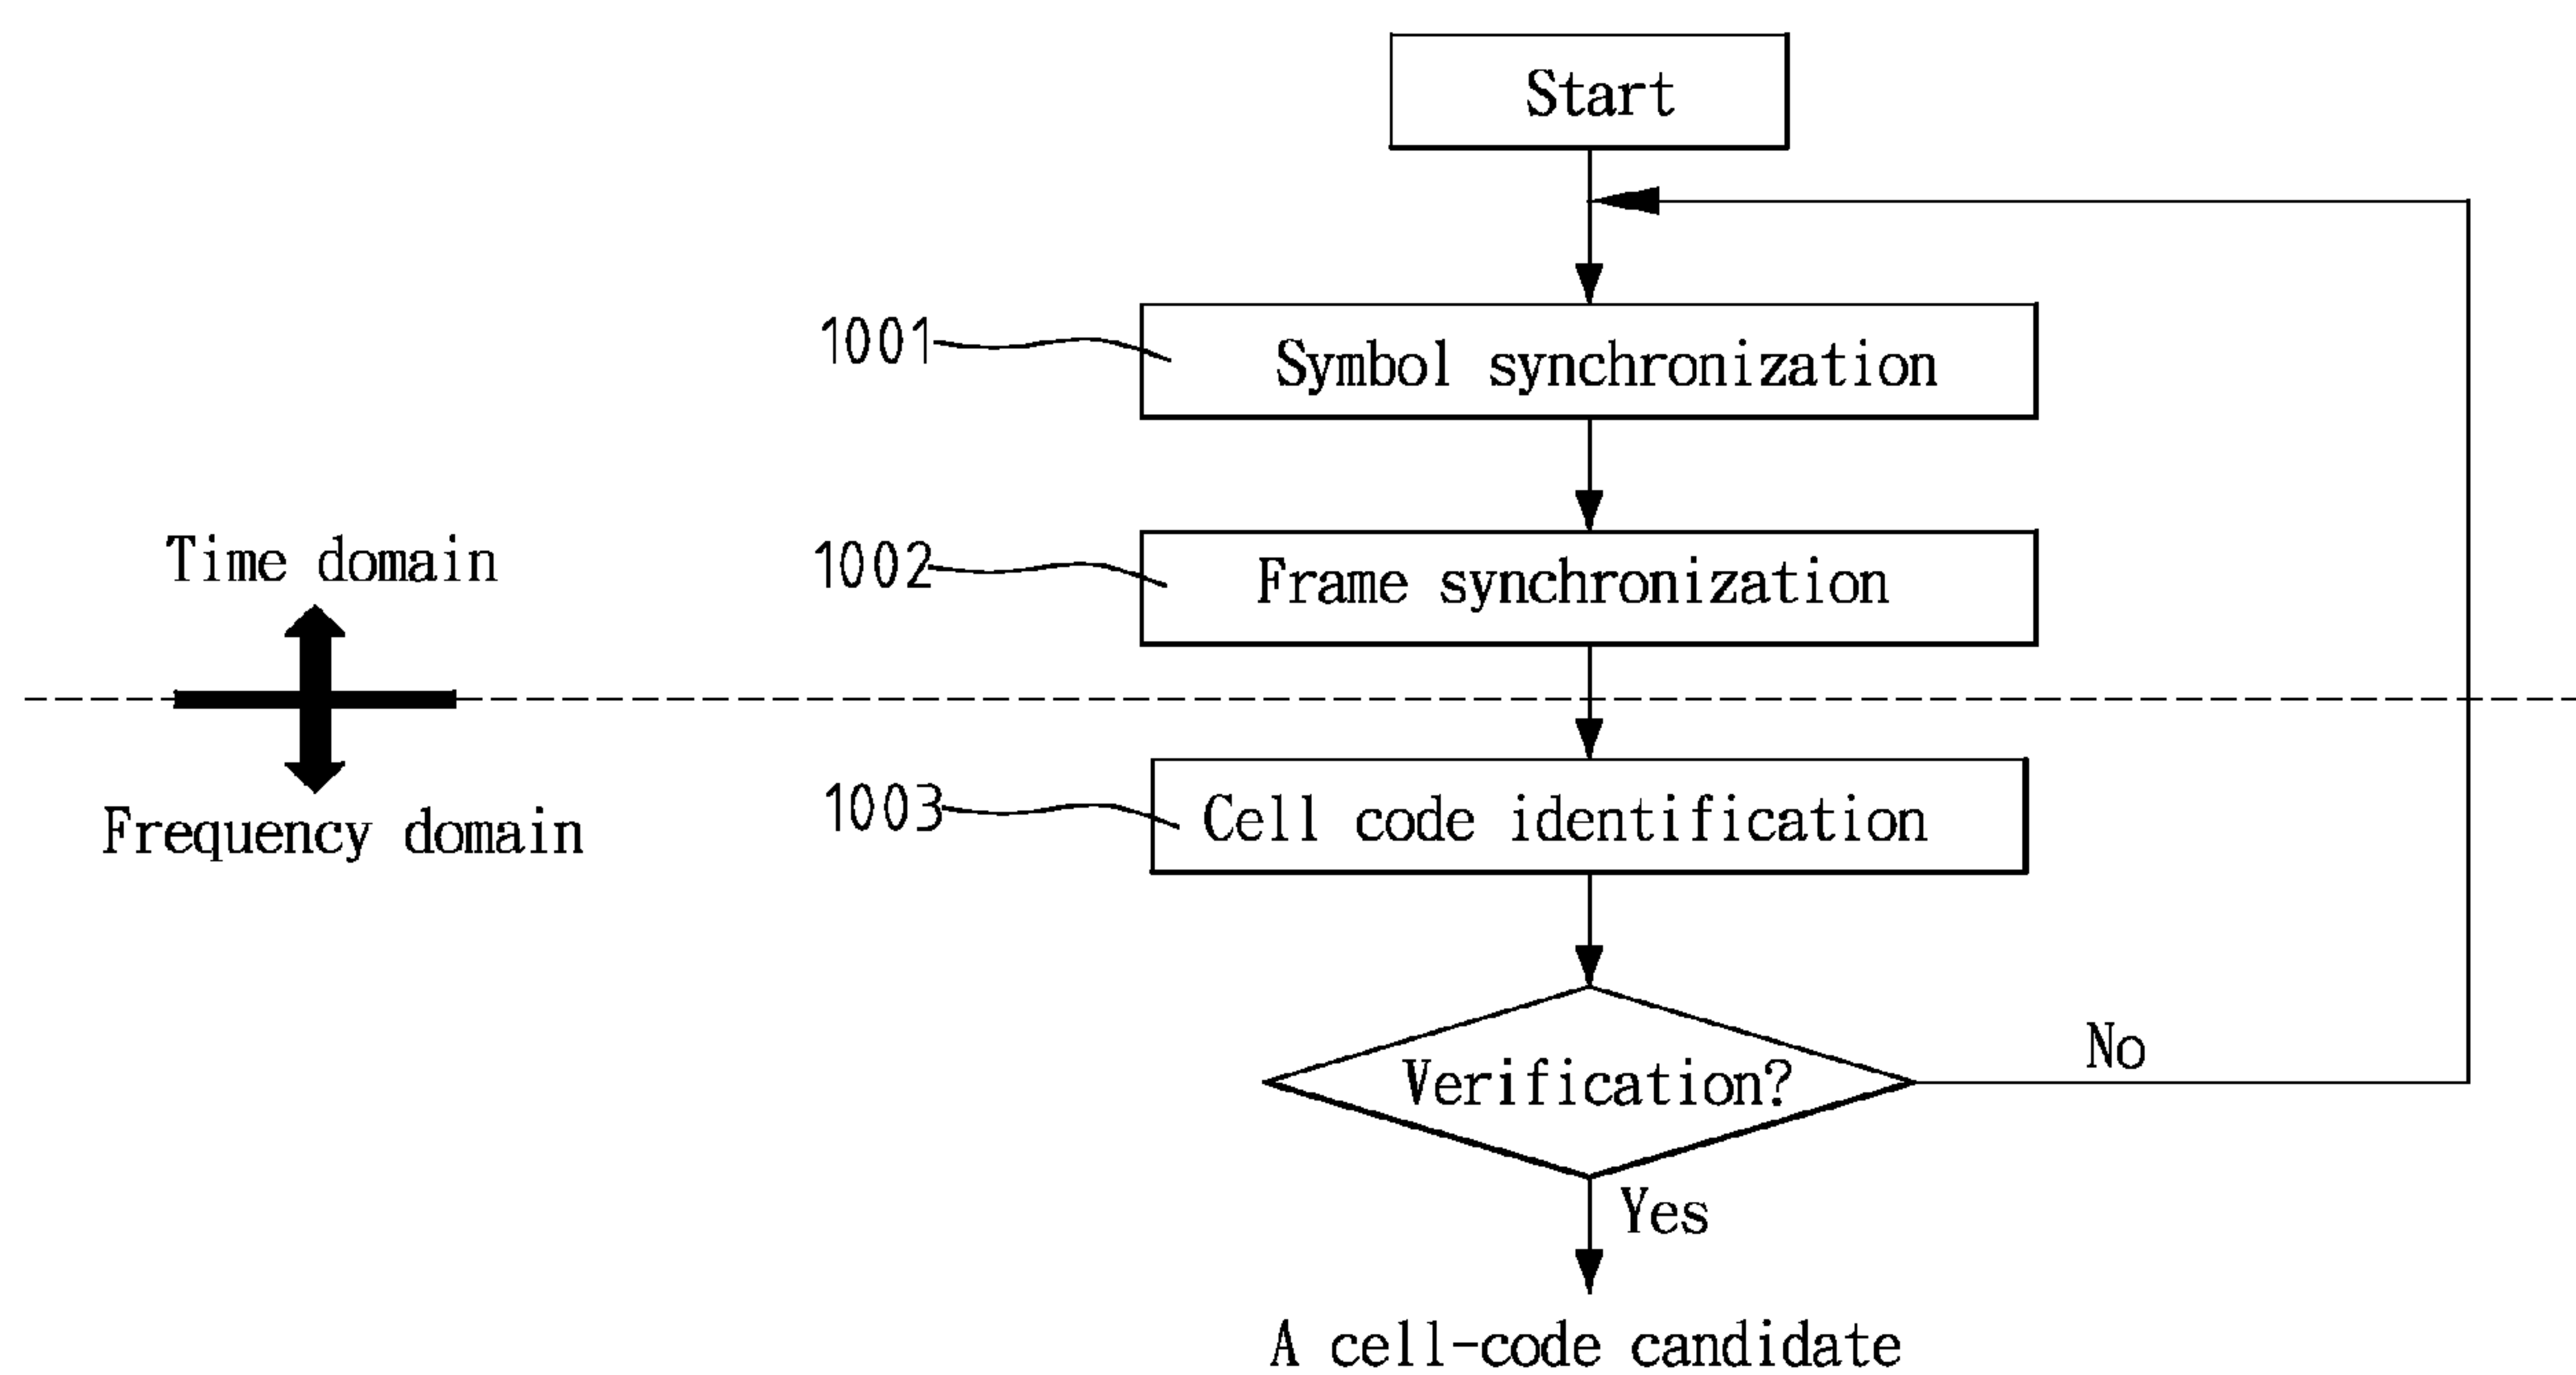 Start
1001
Symbol synchronization
1002
Frame synchronization
Time domain
Frequency domain
1003
Cell code identification
Verification?
No
Yes
A cell-code candidate